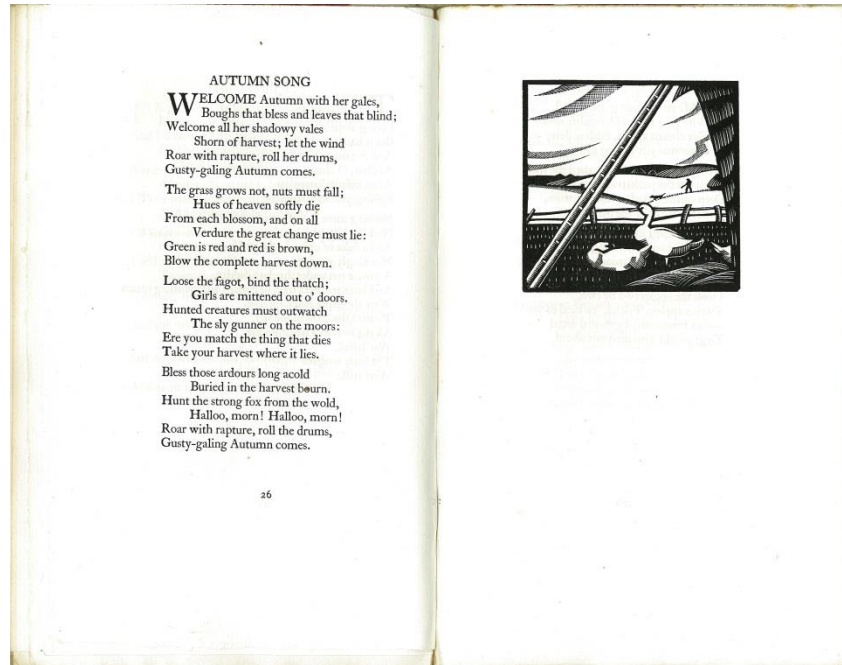 AUTUMN SONG
WELCOME Autumn with her gales,
Boughs that bless and leaves that blind;
Welcome all her shadowy vales
Shorn of harvest; let the wind
Roar with rapture, roll her drums,
Gusty-galing Autumn comes.
The grass grows not, nuts must fall;
Hues of heaven softly die
From each blossom, and on all
Verdure the great change must lie:
Green is red and red is brown,
Blow the complete harvest down.
Loose the fagot, bind the thatch;
Girls are mittened out o' doors.
Hunted creatures must outwatch
The sly gunner on the moors:
Ere you match the thing that dies
Take your harvest where it lies.
Bless those ardours long acold
Buried in the harvest bourn.
Hunt the strong fox from the wold,
Halloo, morn! Halloo, morn!
Roar with rapture, roll the drums,
Gusty-galing Autumn comes.
26